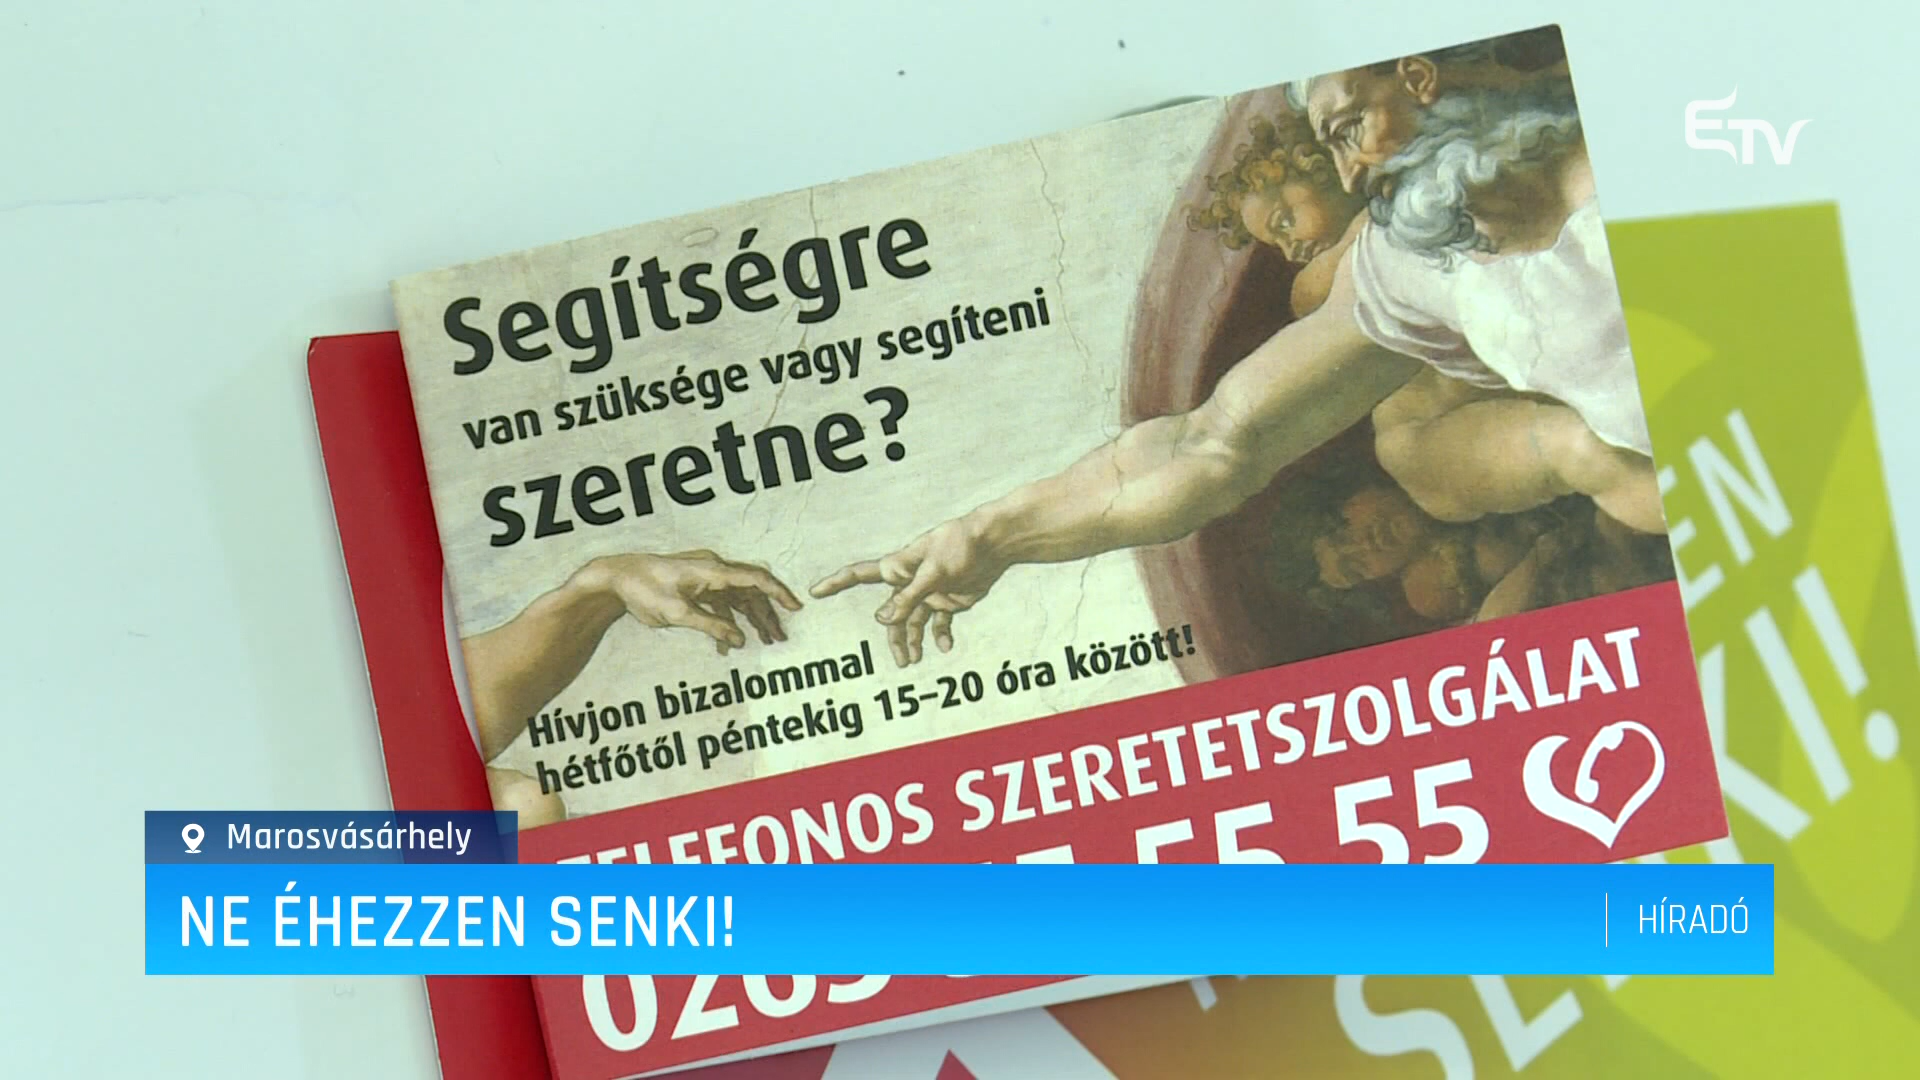 ETV
Segítségre
van szüksége vagy segíteni
szeretne?
Hívjon bizalommal
hétfőtől péntekig 15–20 óra között!
TELEFONOS SZERETETSZOLGÁLAT
55 55
Marosvásárhely
NE ÉHEZZEN SENKI!
HÍRADÓ